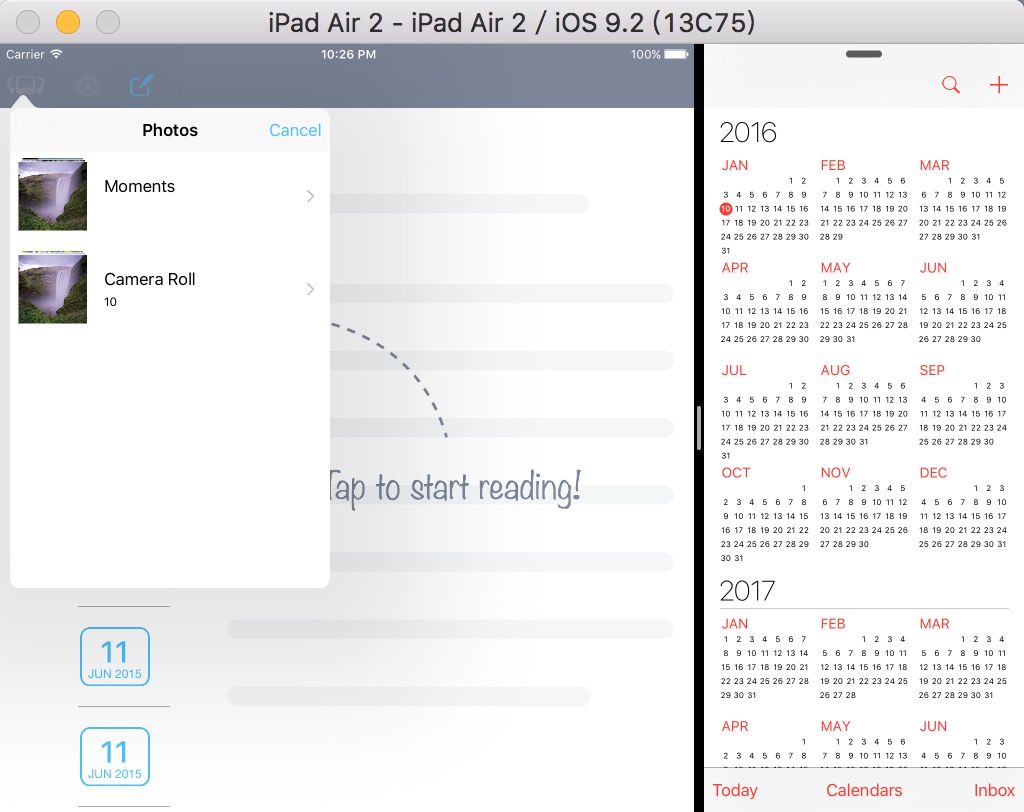 iPad Air 2 - iPad Air 2 / iOS 9.2 (13C75)
Carrier 10:26 PM 100%
Photos Cancel
Moments
Camera Roll
10
Tap to start reading!
11
JUN 2015
11
JUN 2015
2016
JAN
1 2
3 4 5 6 7 8 9
10 11 12 13 14 15 16
17 18 19 20 21 22 23
24 25 26 27 28 29 30
31
FEB
1 2 3 4 5 6
7 8 9 10 11 12 13
14 15 16 17 18 19 20
21 22 23 24 25 26 27
28 29
MAR
1 2 3 4 5
6 7 8 9 10 11 12
13 14 15 16 17 18 19
20 21 22 23 24 25 26
27 28 29 30 31
APR
1 2
3 4 5 6 7 8 9
10 11 12 13 14 15 16
17 18 19 20 21 22 23
24 25 26 27 28 29 30
MAY
1 2 3 4 5 6 7
8 9 10 11 12 13 14
15 16 17 18 19 20 21
22 23 24 25 26 27 28
29 30 31
JUN
1 2 3 4
5 6 7 8 9 10 11
12 13 14 15 16 17 18
19 20 21 22 23 24 25
26 27 28 29 30
JUL
1 2
3 4 5 6 7 8 9
10 11 12 13 14 15 16
17 18 19 20 21 22 23
24 25 26 27 28 29 30
31
AUG
1 2 3 4 5 6
7 8 9 10 11 12 13
14 15 16 17 18 19 20
21 22 23 24 25 26 27
28 29 30 31
SEP
1 2 3
4 5 6 7 8 9 10
11 12 13 14 15 16 17
18 19 20 21 22 23 24
25 26 27 28 29 30
OCT
1
2 3 4 5 6 7 8
9 10 11 12 13 14 15
16 17 18 19 20 21 22
23 24 25 26 27 28 29
30 31
NOV
1 2 3 4 5
6 7 8 9 10 11 12
13 14 15 16 17 18 19
20 21 22 23 24 25 26
27 28 29 30
DEC
1 2 3
4 5 6 7 8 9 10
11 12 13 14 15 16 17
18 19 20 21 22 23 24
25 26 27 28 29 30 31
2017
JAN
1 2 3 4 5 6 7
8 9 10 11 12 13 14
15 16 17 18 19 20 21
22 23 24 25 26 27 28
29 30 31
FEB
1 2 3 4
5 6 7 8 9 10 11
12 13 14 15 16 17 18
19 20 21 22 23 24 25
26 27 28
MAR
1 2 3 4
5 6 7 8 9 10 11
12 13 14 15 16 17 18
19 20 21 22 23 24 25
26 27 28 29 30 31
APR
1
2 3 4 5 6 7 8
MAY
1 2 3 4 5 6
7 8 9 10 11 12 13
JUN
1 2 3
4 5 6 7 8 9 10
Today Calendars Inbox